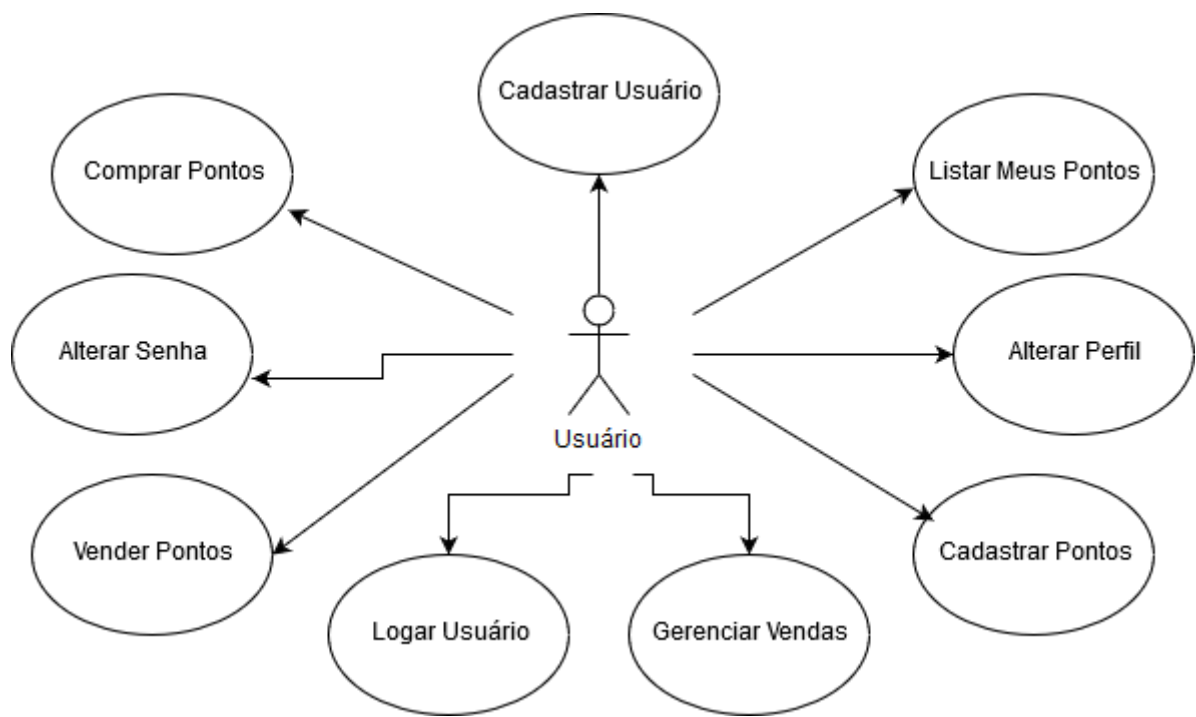 Cadastrar Usuário
Comprar Pontos
Listar Meus Pontos
Alterar Senha
Alterar Perfil
Usuário
Vender Pontos
Cadastrar Pontos
Logar Usuário
Gerenciar Vendas